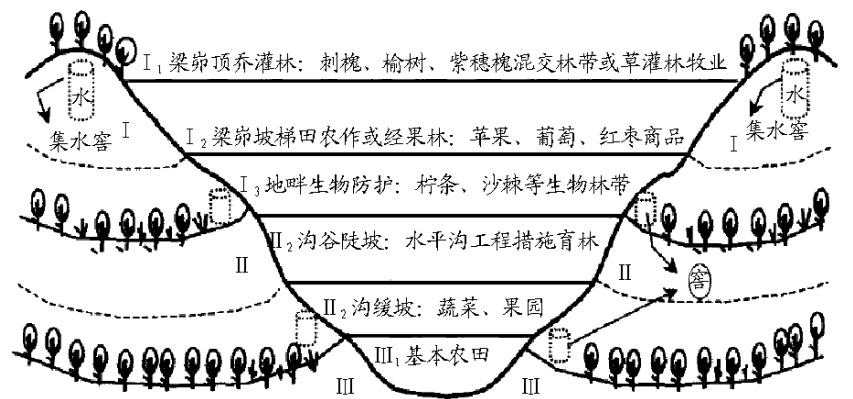 Ⅰ₁梁峁顶乔灌林：刺槐、榆树、紫穗槐混交林带或草灌林牧业
水
水
集水窖
Ⅰ
Ⅰ
集水窖
Ⅰ₂梁峁坡梯田农作或经果林：苹果、葡萄、红枣商品
Ⅰ₃地畔生物防护：柠条、沙棘等生物林带
Ⅱ₂沟谷陡坡：水平沟工程措施育林
Ⅱ
Ⅱ
窖
Ⅱ₂沟缓坡：蔬菜、果园
Ⅲ₁基本农田
Ⅲ
Ⅲ